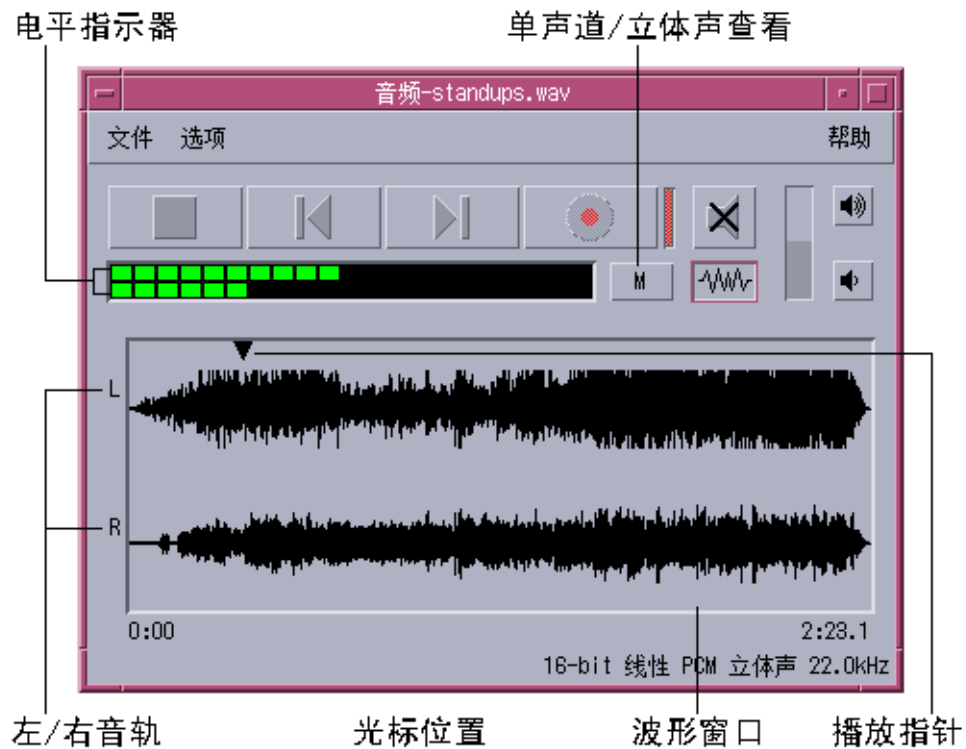 电平指示器 单声道/立体声查看
音频-standups.wav
文件 选项 帮助
M
L
R
0:00 2:23.1
16-bit 线性 PCM 立体声 22.0kHz
左/右音轨 光标位置 波形窗口 播放指针